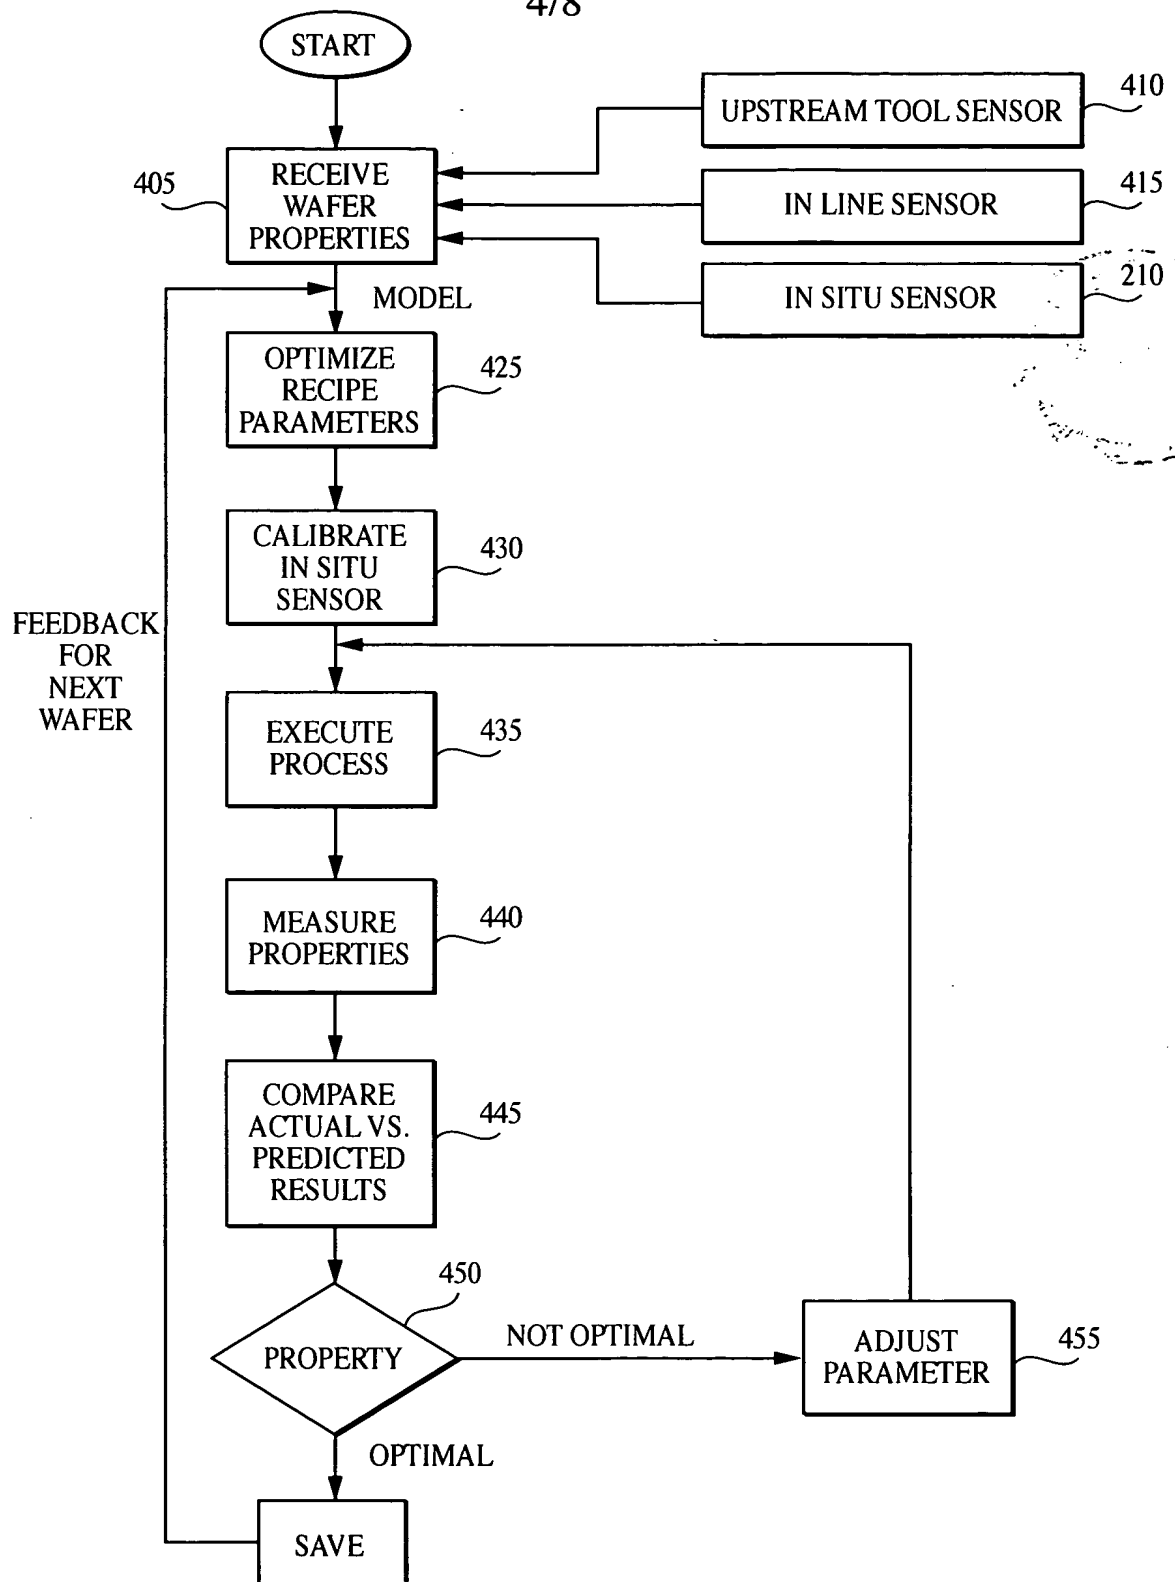 4/8
START
UPSTREAM TOOL SENSOR
410
RECEIVE
WAFER
PROPERTIES
405
IN LINE SENSOR
415
IN SITU SENSOR
210
MODEL
OPTIMIZE
RECIPE
PARAMETERS
425
CALIBRATE
IN SITU
SENSOR
430
FEEDBACK
FOR
NEXT
WAFER
EXECUTE
PROCESS
435
MEASURE
PROPERTIES
440
COMPARE
ACTUAL VS.
PREDICTED
RESULTS
445
PROPERTY
450
NOT OPTIMAL
ADJUST
PARAMETER
455
OPTIMAL
SAVE